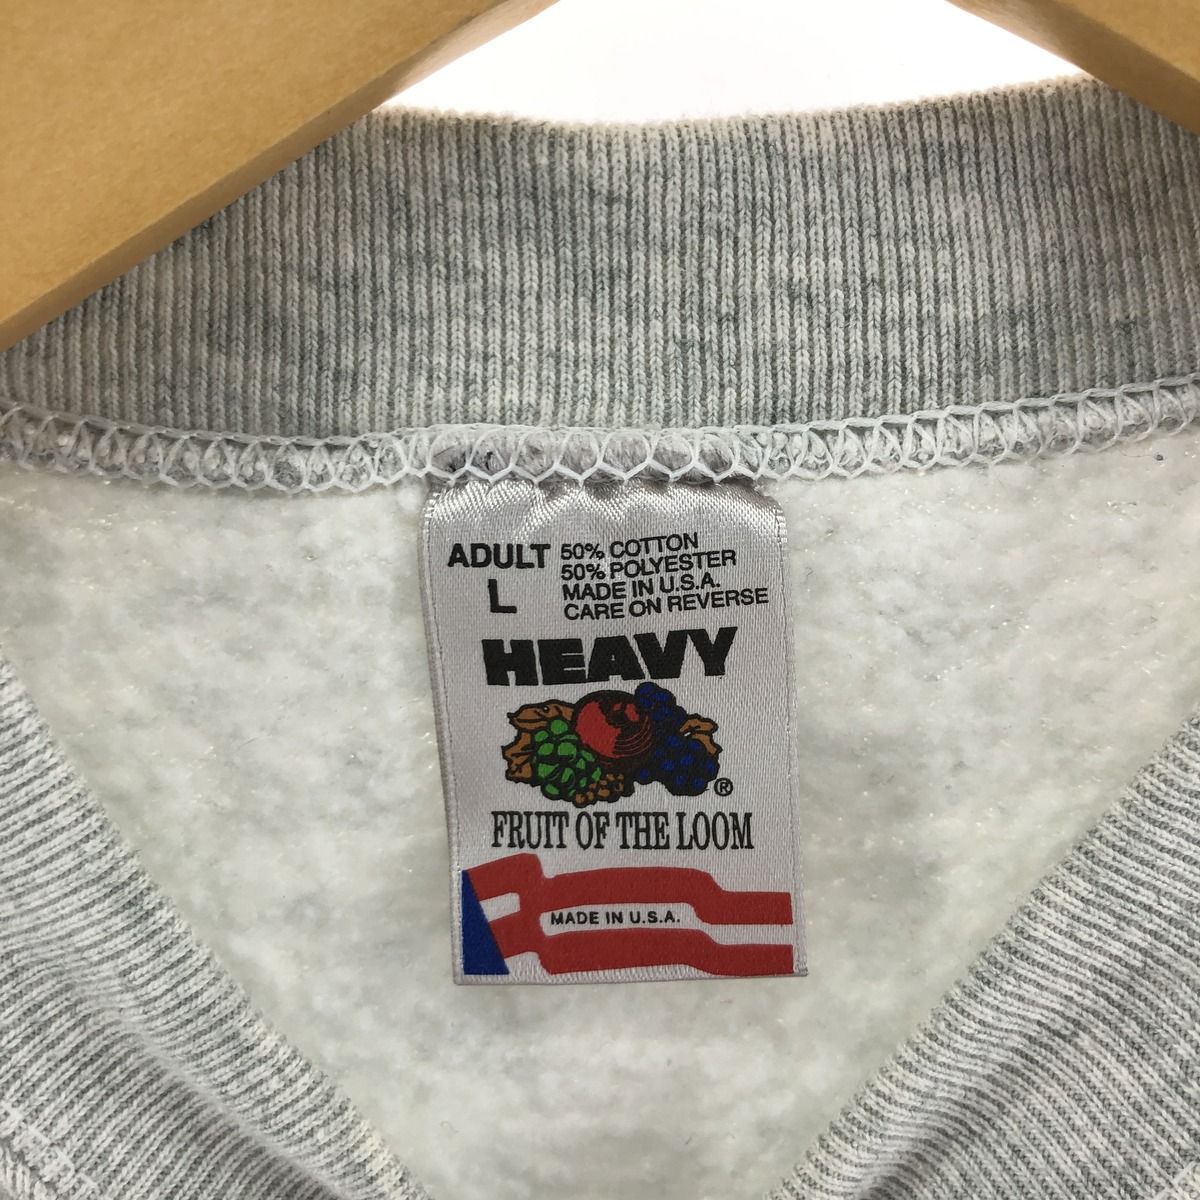 ADULT
L
50% COTTON
50% POLYESTER
MADE IN U.S.A.
CARE ON REVERSE
HEAVY
®
FRUIT OF THE LOOM
MADE IN U.S.A.